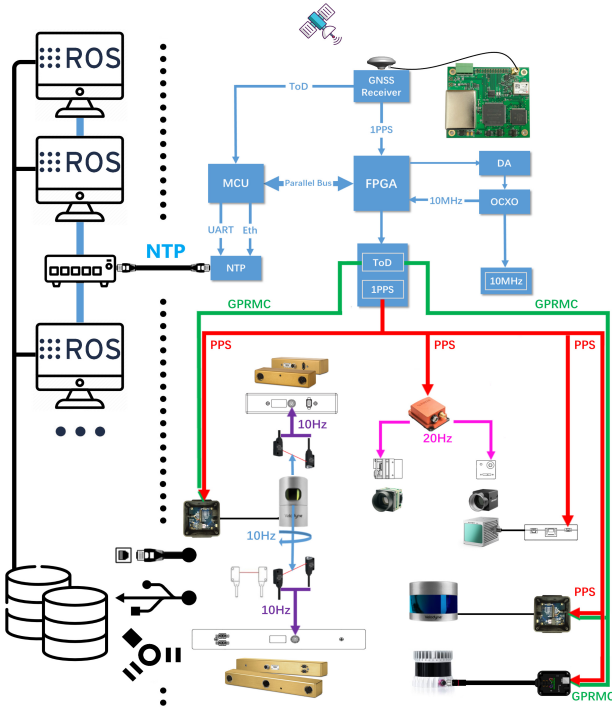 ROS
ROS
ROS
NTP
ToD
GNSS
Receiver
1PPS
MCU
Parallel Bus
FPGA
DA
10MHz
OCXO
UART
Eth
NTP
ToD
1PPS
10MHz
GPRMC
GPRMC
PPS
PPS
PPS
10Hz
20Hz
10Hz
10Hz
PPS
GPRMC